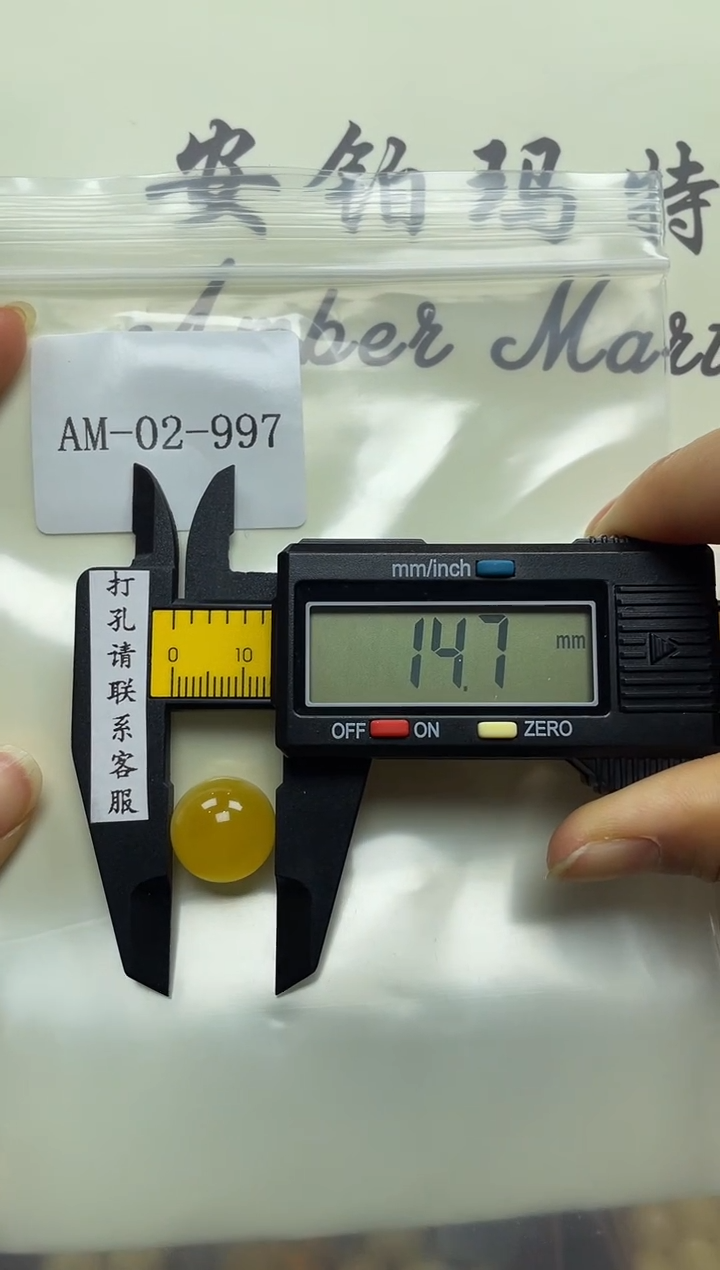 安铂玛特
Amber Mart
AM-02-997
打孔请联系客服
mm/inch
0 10
14.7 mm
OFF ON ZERO